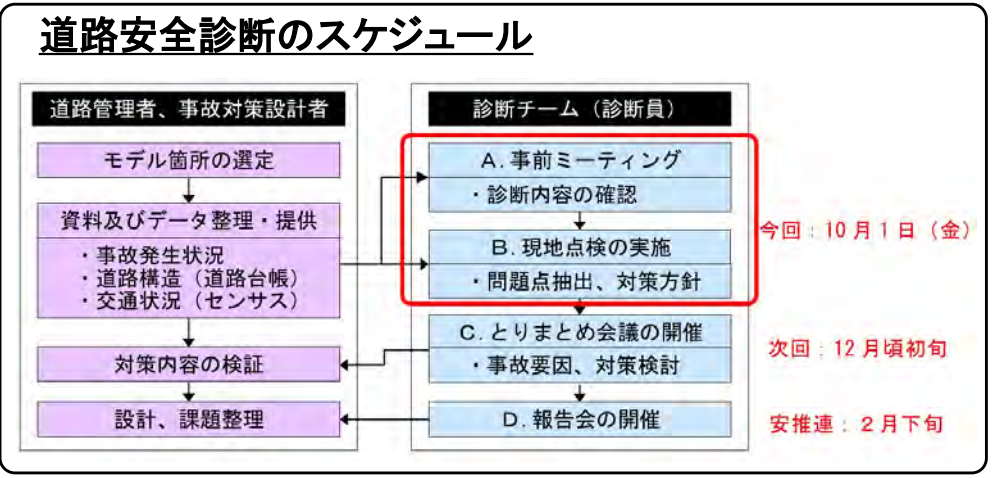 道路安全診断のスケジュール
道路管理者、事故対策設計者
モデル箇所の選定
資料及びデータ整理・提供
・事故発生状況
・道路構造（道路台帳）
・交通状況（センサス）
対策内容の検証
設計、課題整理
診断チーム（診断員）
A.事前ミーティング
・診断内容の確認
B.現地点検の実施
・問題点抽出、対策方針
C.とりまとめ会議の開催
・事故要因、対策検討
D.報告会の開催
今回：10月1日（金）
次回：12月頃初旬
安推連：2月下旬